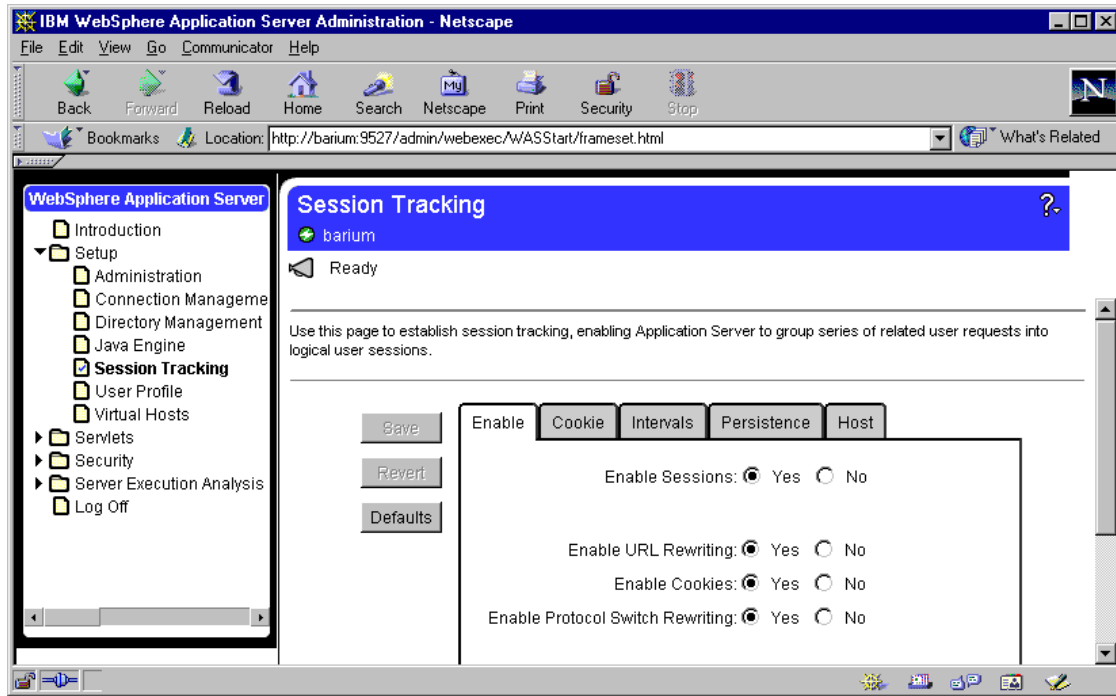 IBM WebSphere Application Server Administration - Netscape
File Edit View Go Communicator Help
My
Back Forward Reload Home Search Netscape Print Security Stop
N
Bookmarks Location: http://barium:9527/admin/webexec/WASStart/frameset.html What's Related
WebSphere Application Server
Introduction
Setup
Administration
Connection Manageme
Directory Management
Java Engine
Session Tracking
User Profile
Virtual Hosts
Servlets
Security
Server Execution Analysis
Log Off
Session Tracking
?
barium
Ready
Use this page to establish session tracking, enabling Application Server to group series of related user requests into
logical user sessions.
Save
Revert
Defaults
Enable Cookie Intervals Persistence Host
Enable Sessions: Yes No
Enable URL Rewriting: Yes No
Enable Cookies: Yes No
Enable Protocol Switch Rewriting: Yes No